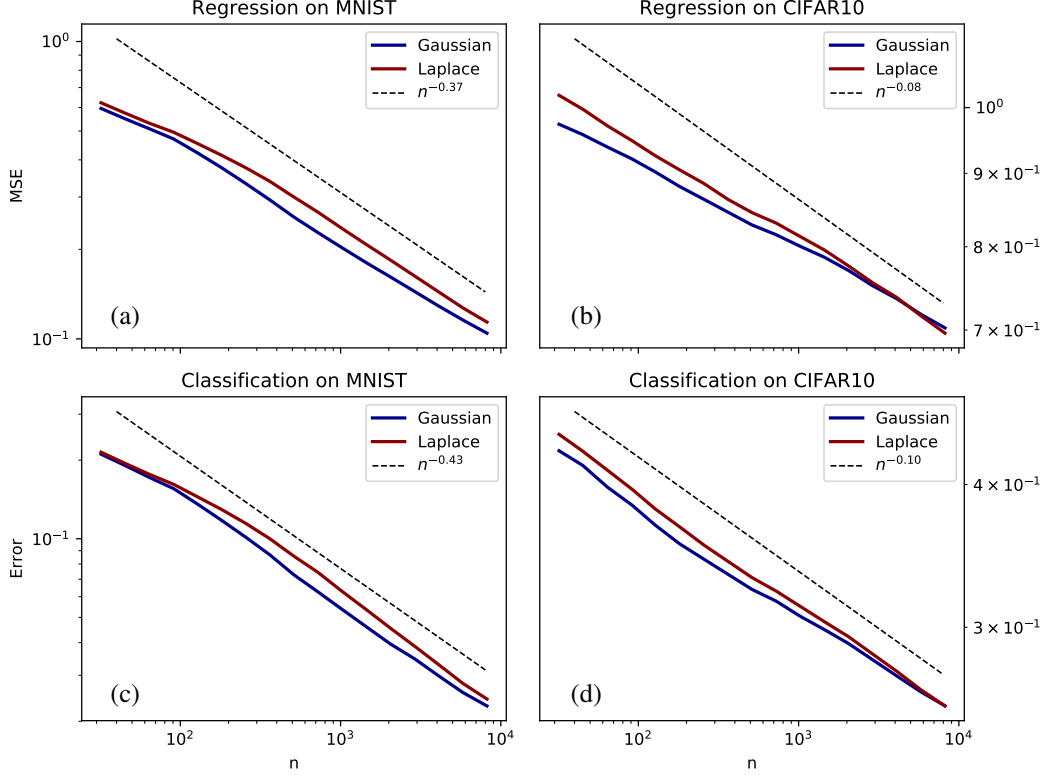 Regression on MNIST
Regression on CIFAR10
10⁰
MSE
10⁻¹
Gaussian
Laplace
n⁻⁰·³⁷
(a)
Gaussian
Laplace
n⁻⁰·⁰⁸
(b)
10⁰
9 × 10⁻¹
8 × 10⁻¹
7 × 10⁻¹
Classification on MNIST
Classification on CIFAR10
10⁻¹
Error
Gaussian
Laplace
n⁻⁰·⁴³
(c)
Gaussian
Laplace
n⁻⁰·¹⁰
(d)
4 × 10⁻¹
3 × 10⁻¹
10² 10³ 10⁴
n
10² 10³ 10⁴
n